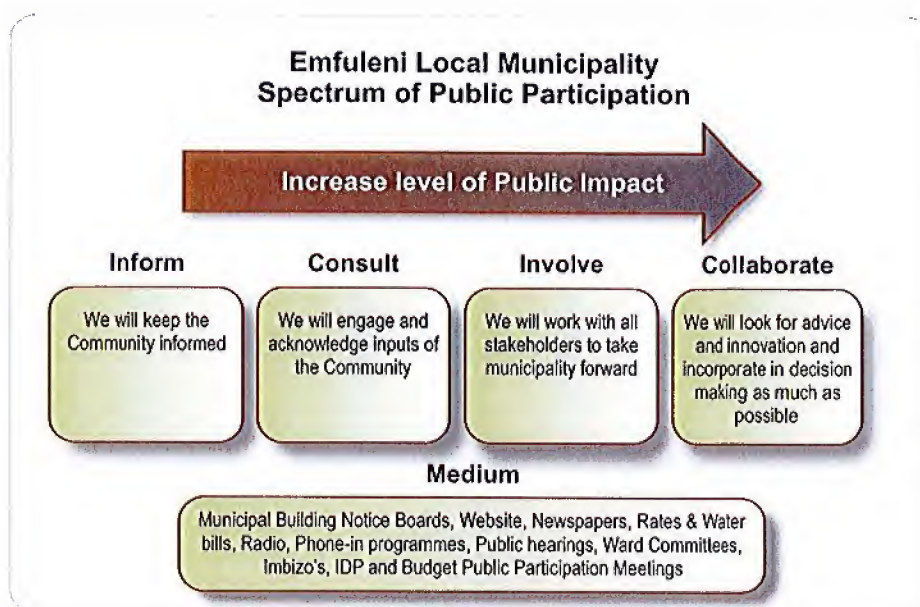 Emfuleni Local Municipality
Spectrum of Public Participation
Increase level of Public Impact
Inform
We will keep the
Community informed
Consult
We will engage and
acknowledge inputs of
the Community
Involve
We will work with all
stakeholders to take
municipality forward
Collaborate
We will look for advice
and innovation and
incorporate in decision
making as much as
possible
Medium
Municipal Building Notice Boards, Website, Newspapers, Rates & Water
bills, Radio, Phone-in programmes, Public hearings, Ward Committees,
Imbizo's, IDP and Budget Public Participation Meetings